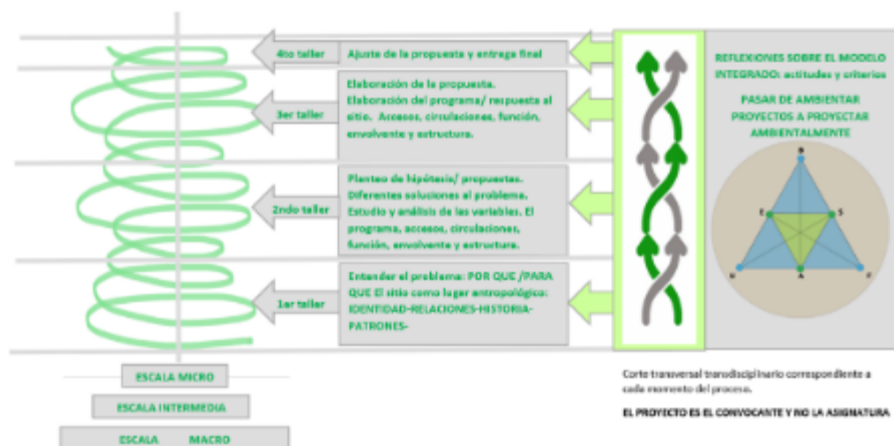 4to taller
Ajuste de la propuesta y entrega final
3er taller
Elaboración de la propuesta.
Elaboración del programa/ respuesta al
sitio. Accesos, circulaciones, función,
envolvente y estructura.
2ndo taller
Planteo de hipótesis/ propuestas.
Diferentes soluciones al problema.
Estudio y análisis de las variables. El
programa, accesos, circulaciones,
función, envolvente y estructura.
1er taller
Entender el problema: POR QUE /PARA
QUE El sitio como lugar antropológico:
IDENTIDAD-RELACIONES-HISTORIA-
PATRONES-
REFLEXIONES SOBRE EL MODELO
INTEGRADO: actitudes y criterios
PASAR DE AMBIENTAR
PROYECTOS A PROYECTAR
AMBIENTALMENTE
E
S
A
ESCALA MICRO
ESCALA INTERMEDIA
ESCALA MACRO
Corte transversal transdisciplinario correspondiente a
cada momento del proceso.
EL PROYECTO ES EL CONVOCANTE Y NO LA ASIGNATURA